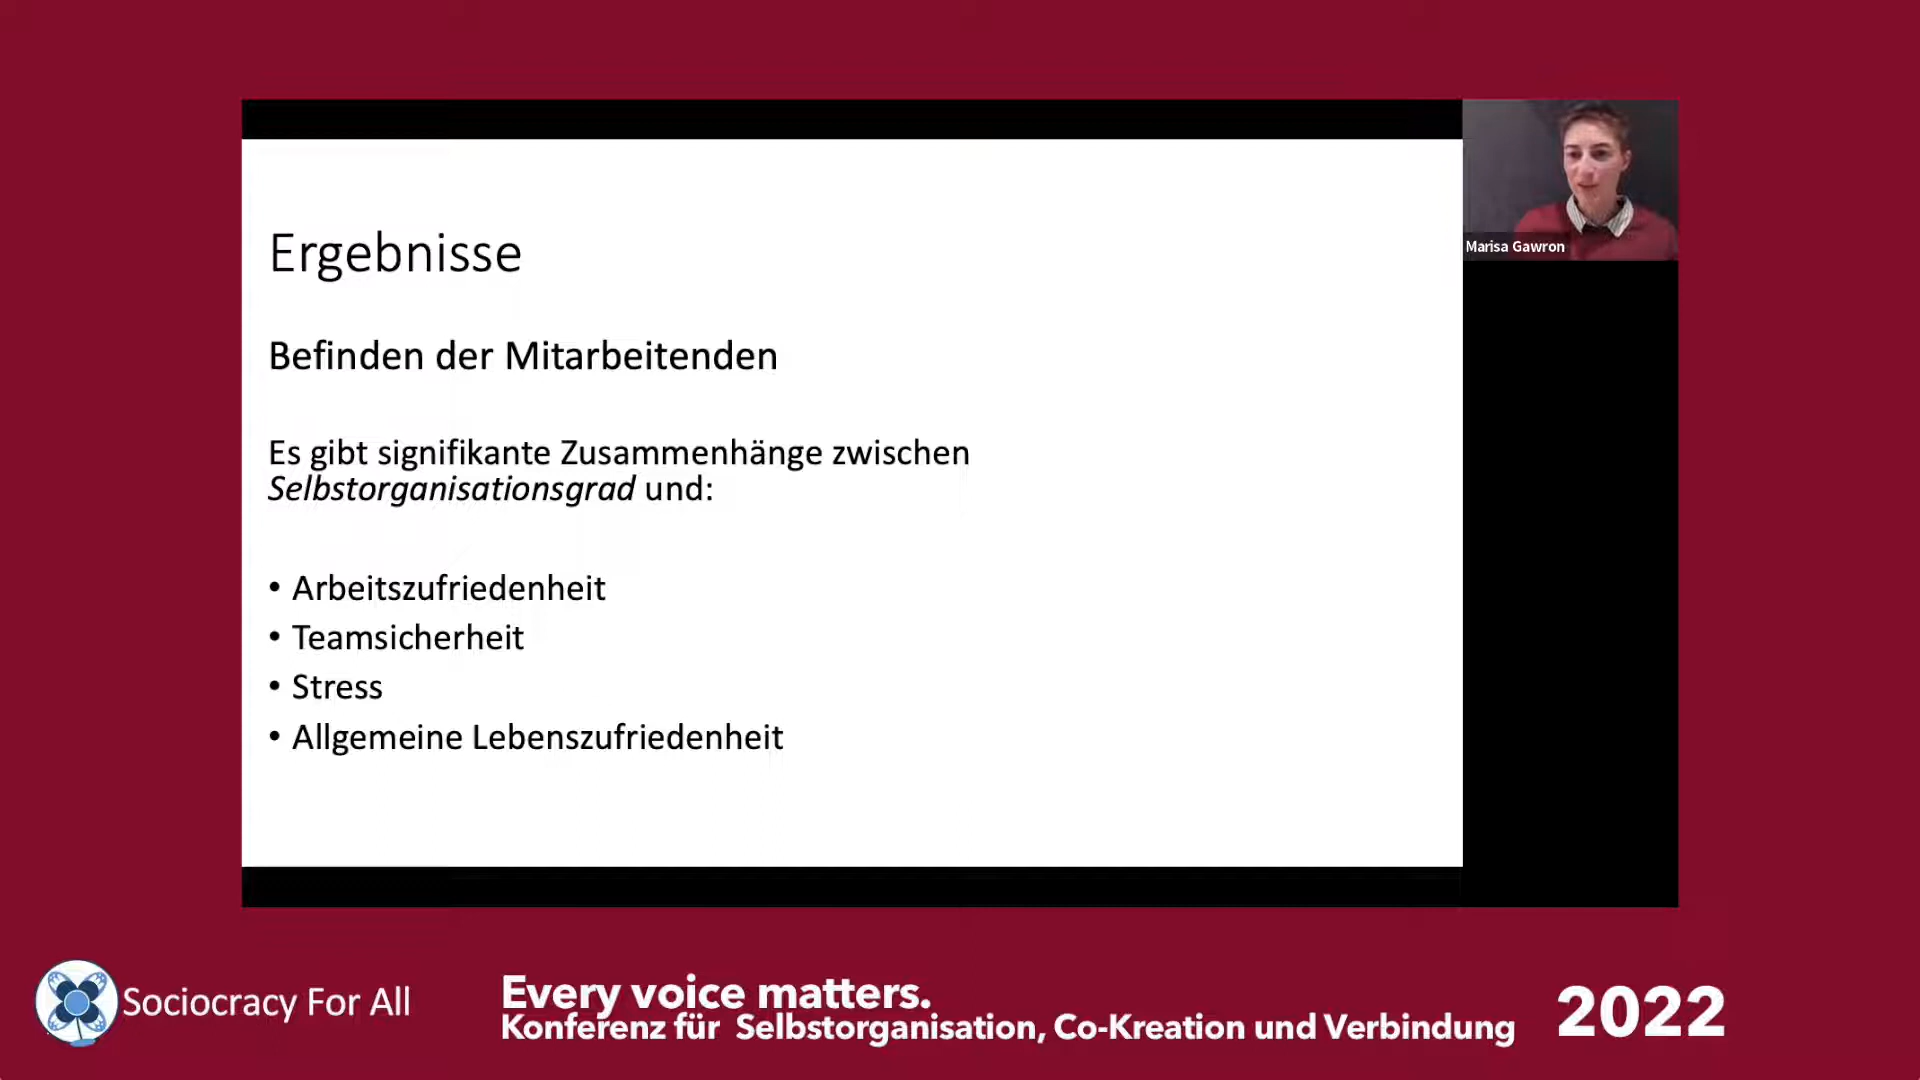 Ergebnisse
Befinden der Mitarbeitenden
Es gibt signifikante Zusammenhänge zwischen
Selbstorganisationsgrad und:
• Arbeitszufriedenheit
• Teamsicherheit
• Stress
• Allgemeine Lebenszufriedenheit
Marisa Gawron
Sociocracy For All
Every voice matters.
Konferenz für Selbstorganisation, Co-Kreation und Verbindung
2022